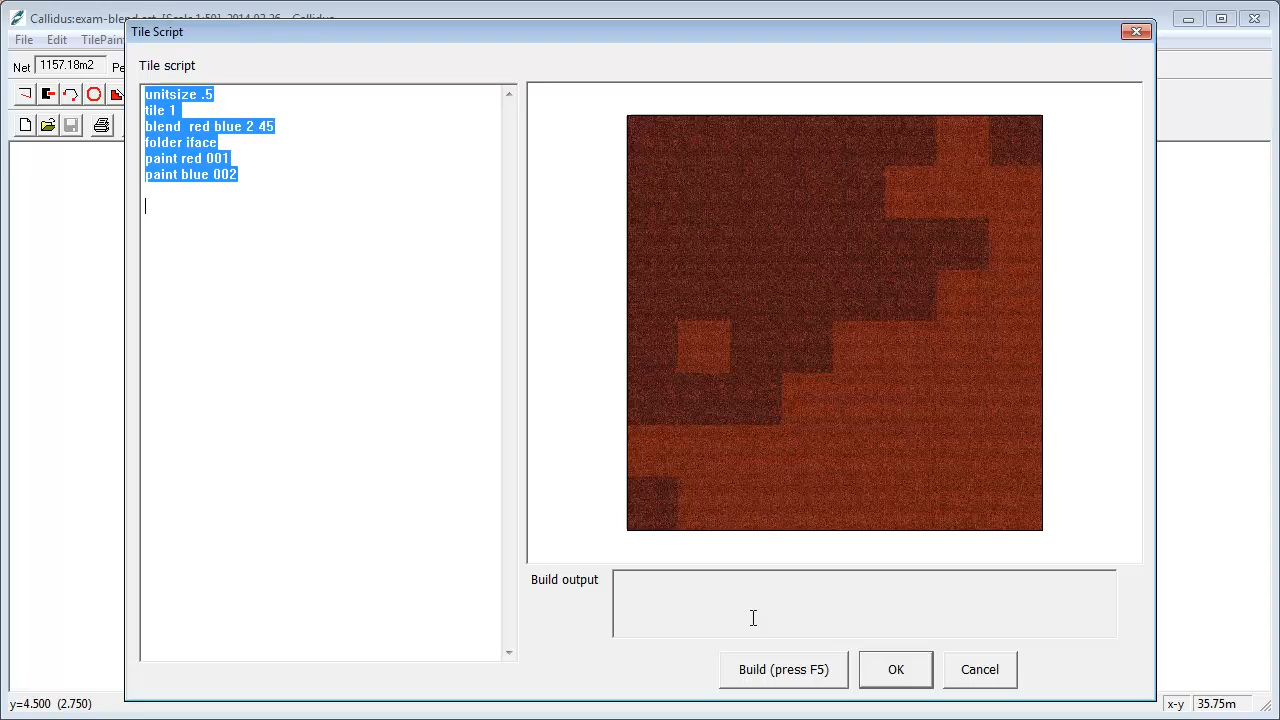 Callidus:exam-blend.ert [Scale 1:50] 2014.07.26 - Callidus
Tile Script
File Edit TilePain
Tile script
Net 1157.18m2 Pe
unitsize .5
tile 1
blend red blue 2 45
folder iface
paint red 001
paint blue 002
Build output
Build (press F5) OK Cancel
y=4.500 (2.750)
x-y 35.75m